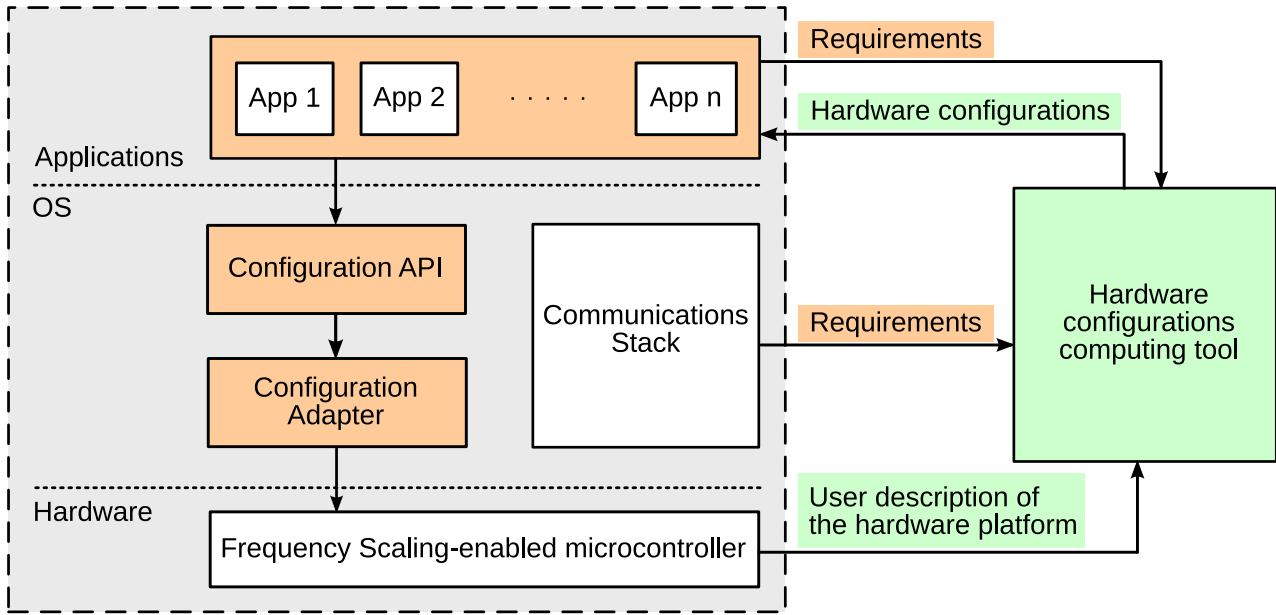 Requirements
App 1
App 2
. . . . .
App n
Hardware configurations
Applications
OS
Configuration API
Communications
Stack
Requirements
Hardware
configurations
computing tool
Configuration
Adapter
Hardware
User description of
the hardware platform
Frequency Scaling-enabled microcontroller